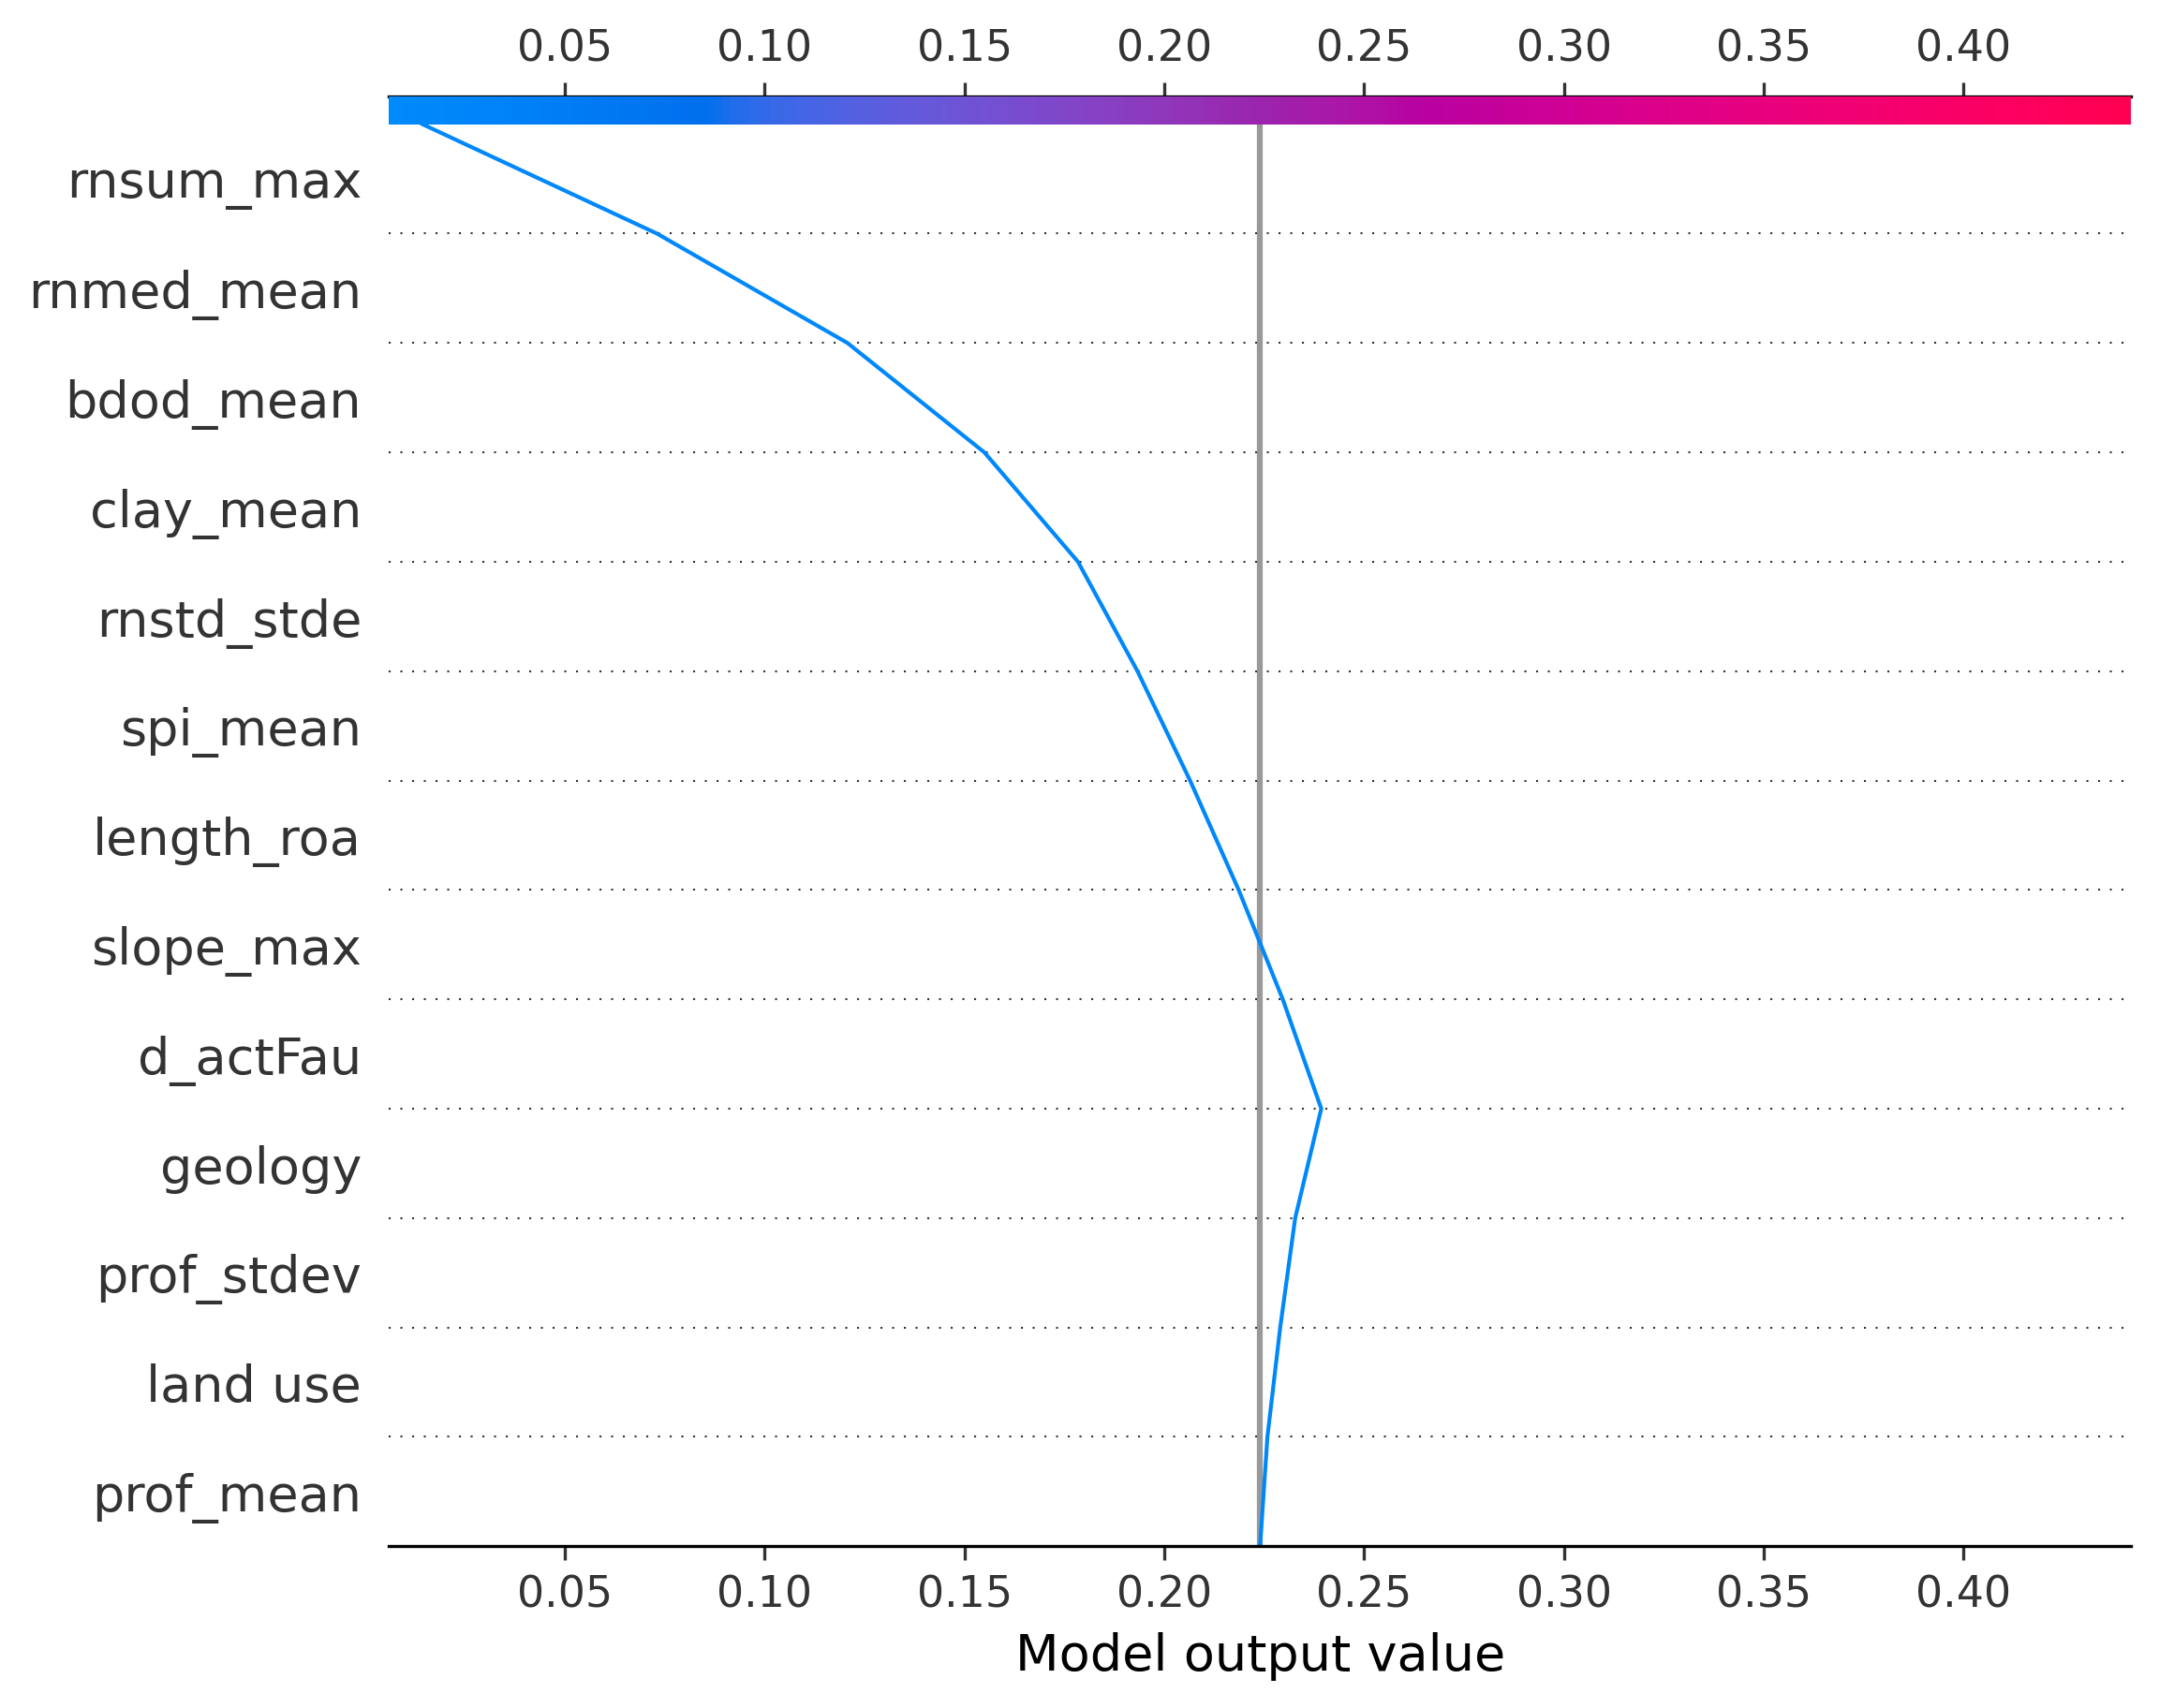 0.05 0.10 0.15 0.20 0.25 0.30 0.35 0.40
rnsum_max
rnmed_mean
bdod_mean
clay_mean
rnstd_stde
spi_mean
length_roa
slope_max
d_actFau
geology
prof_stdev
land use
prof_mean
0.05 0.10 0.15 0.20 0.25 0.30 0.35 0.40
Model output value